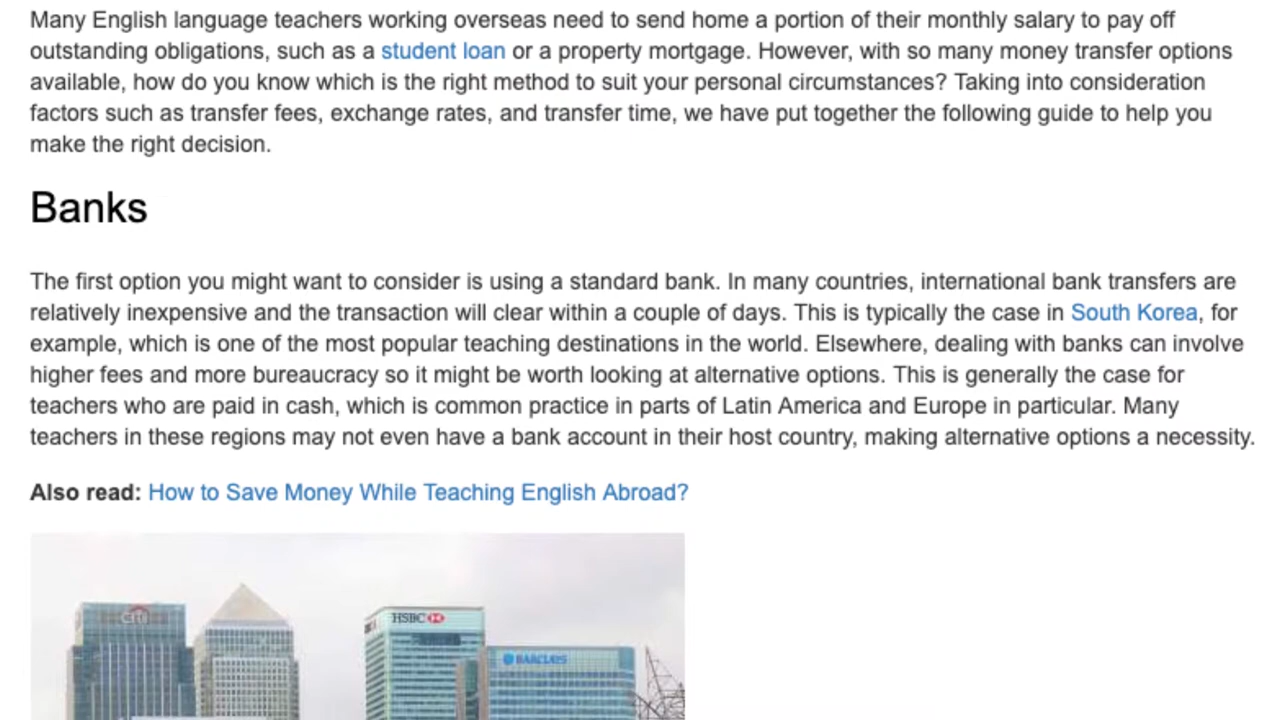 Many English language teachers working overseas need to send home a portion of their monthly salary to pay off
outstanding obligations, such as a student loan or a property mortgage. However, with so many money transfer options
available, how do you know which is the right method to suit your personal circumstances? Taking into consideration
factors such as transfer fees, exchange rates, and transfer time, we have put together the following guide to help you
make the right decision.
Banks
The first option you might want to consider is using a standard bank. In many countries, international bank transfers are
relatively inexpensive and the transaction will clear within a couple of days. This is typically the case in South Korea, for
example, which is one of the most popular teaching destinations in the world. Elsewhere, dealing with banks can involve
higher fees and more bureaucracy so it might be worth looking at alternative options. This is generally the case for
teachers who are paid in cash, which is common practice in parts of Latin America and Europe in particular. Many
teachers in these regions may not even have a bank account in their host country, making alternative options a necessity.
Also read: How to Save Money While Teaching English Abroad?
citi
HSBC
BARCLAYS